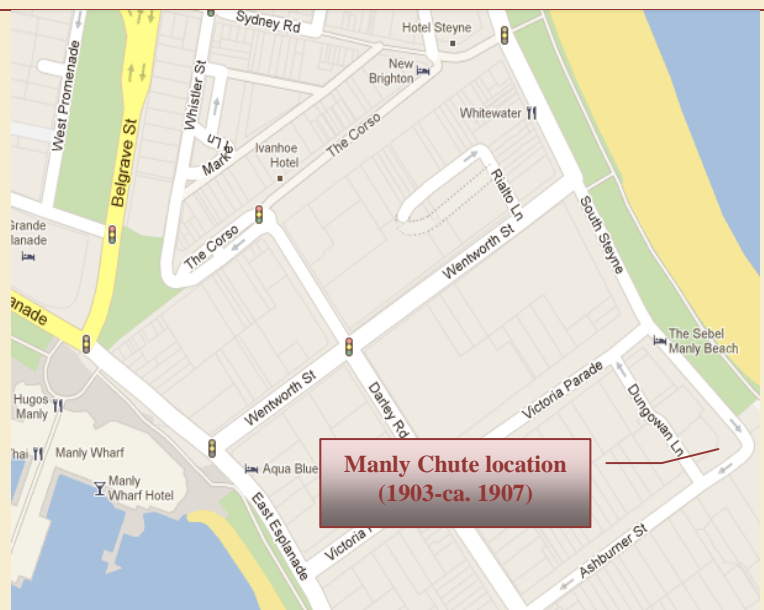 Sydney Rd
Hotel Steyne
West Promenade
Belgrave St
Whistler St
New
Brighton
Whitewater
The Corso
Ln
Marke
Ivanhoe
Hotel
Rialto Ln
South Steyne
Grande
lanade
The Corso
Wentworth St
anade
The Sebel
Manly Beach
Hugos
Manly
Wentworth St
Darley Rd
Victoria Parade
Dungowan Ln
hai
Manly Wharf
Manly
Wharf Hotel
Aqua Blue
East Esplanade
Manly Chute location
(1903-ca. 1907)
Victoria
Ashburner St